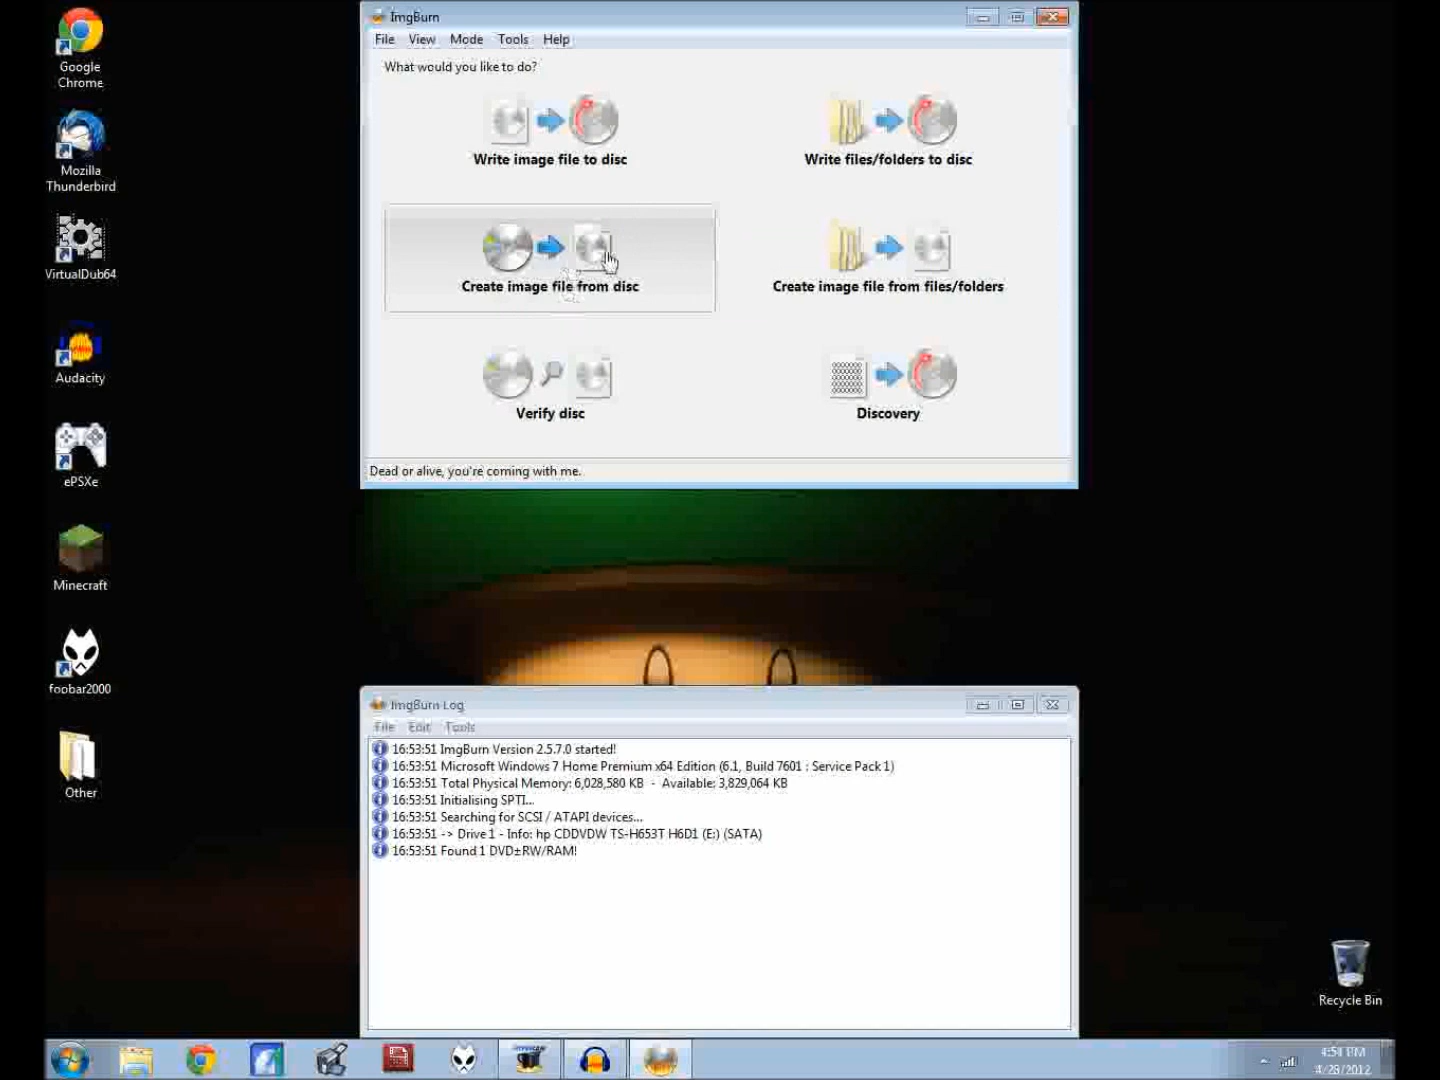 Google
Chrome
Mozilla
Thunderbird
VirtualDub64
Audacity
ePSXe
Minecraft
foobar2000
Other
ImgBurn
File View Mode Tools Help
What would you like to do?
Write image file to disc
Write files/folders to disc
Create image file from disc
Create image file from files/folders
Verify disc
Discovery
Dead or alive, you're coming with me.
ImgBurn Log
File Edit Tools
16:53:51 ImgBurn Version 2.5.7.0 started!
16:53:51 Microsoft Windows 7 Home Premium x64 Edition (6.1, Build 7601 : Service Pack 1)
16:53:51 Total Physical Memory: 6,028,580 KB - Available: 3,829,064 KB
16:53:51 Initialising SPTI...
16:53:51 Searching for SCSI / ATAPI devices...
16:53:51 -> Drive 1 - Info: hp CDDVDW TS-H653T H6D1 (E:) (SATA)
16:53:51 Found 1 DVD±RW/RAM!
Recycle Bin
4:54 PM
4/28/2012